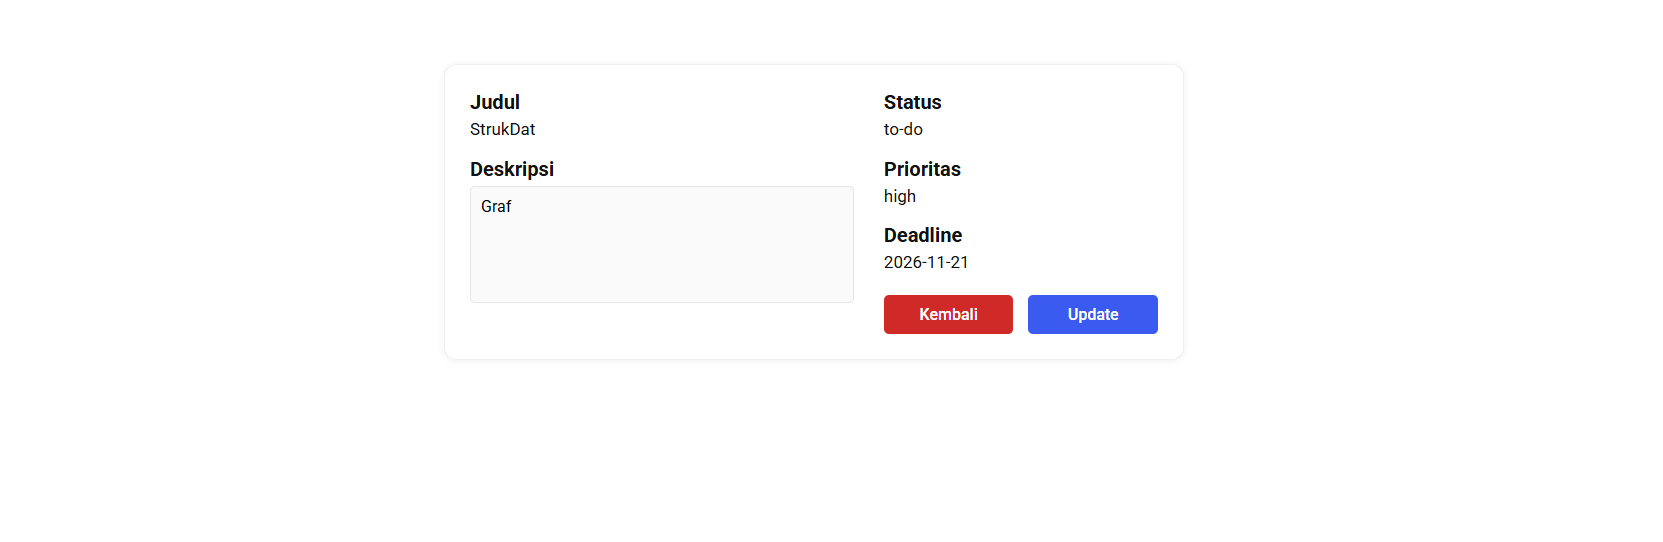 Judul
StrukDat
Deskripsi
Graf
Status
to-do
Prioritas
high
Deadline
2026-11-21
Kembali
Update